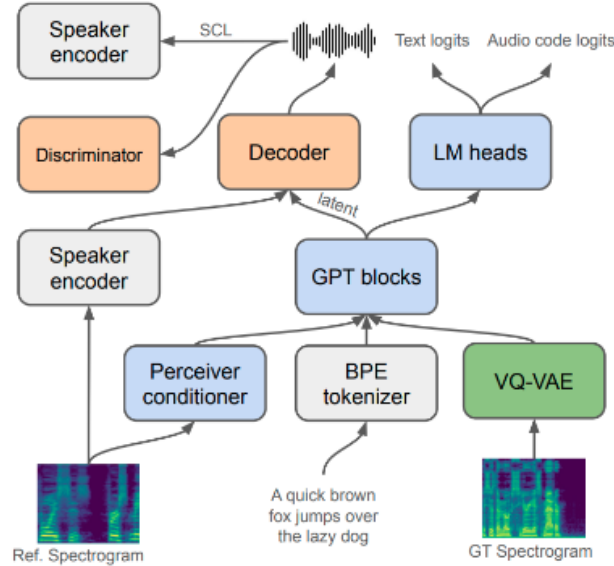 Speaker
encoder
SCL
Text logits
Audio code logits
Discriminator
Decoder
LM heads
latent
Speaker
encoder
GPT blocks
Perceiver
conditioner
BPE
tokenizer
VQ-VAE
A quick brown
fox jumps over
the lazy dog
Ref. Spectrogram
GT Spectrogram